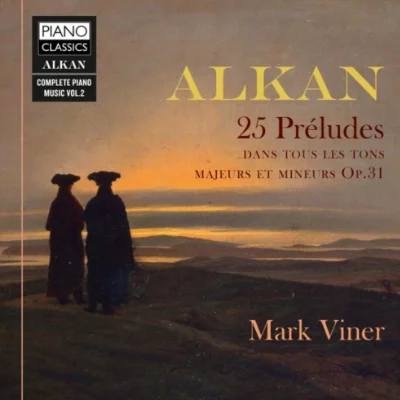 PIANO
CLASSICS
ALKAN
COMPLETE PIANO
MUSIC VOL.2
ALKAN
25 Préludes
DANS TOUS LES TONS
MAJEURS ET MINEURS OP.31
Mark Viner